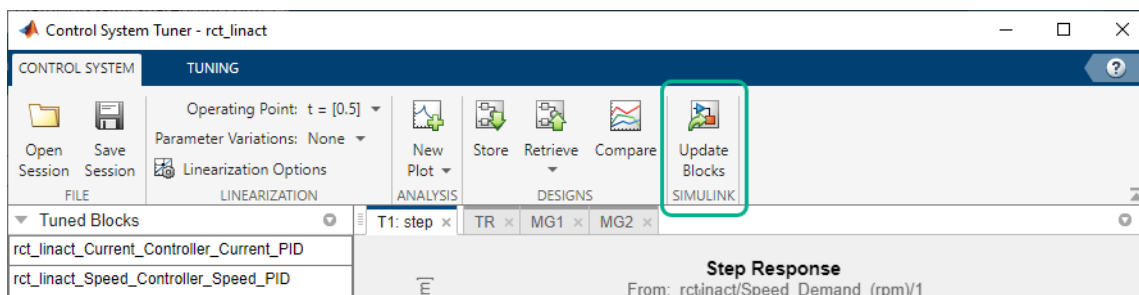 Control System Tuner - rct_linact
CONTROL SYSTEM TUNING
Operating Point: t = [0.5]
Parameter Variations: None
Linearization Options
Open Session
Save Session
New Plot
Store
Retrieve
Compare
Update Blocks
FILE LINEARIZATION ANALYSIS DESIGNS SIMULINK
Tuned Blocks
T1: step × TR × MG1 × MG2 ×
rct_linact_Current_Controller_Current_PID
rct_linact_Speed_Controller_Speed_PID
Step Response
From: rct_linact/Speed_Demand (rpm)/1